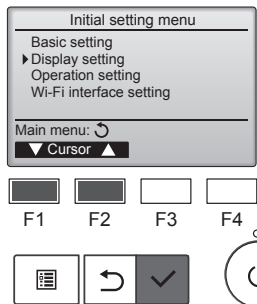 Initial setting menu
Basic setting
▶Display setting
Operation setting
Wi-Fi interface setting
Main menu: ↺
▼ Cursor ▲
F1 F2 F3 F4